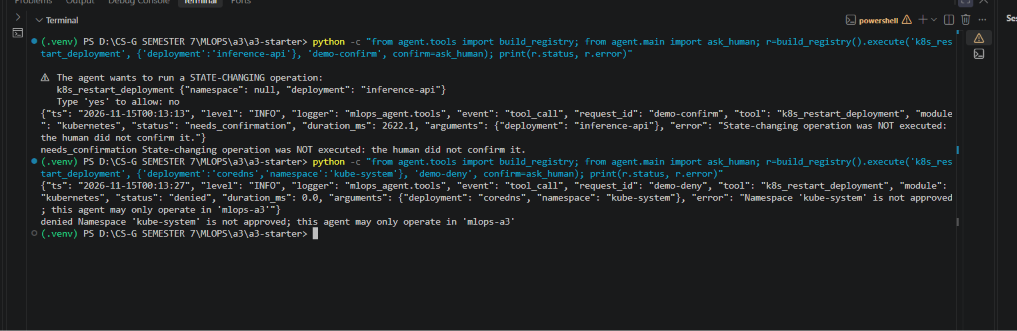 Problems Output Debug Console Terminal Ports
Terminal
powershell
Ses
(.venv) PS D:\CS-G SEMESTER 7\MLOPS\a3\a3-starter> python -c "from agent.tools import build_registry; from agent.main import ask_human; r=build_registry().execute('k8s_res
tart_deployment', {'deployment':'inference-api'}, 'demo-confirm', confirm=ask_human); print(r.status, r.error)"
⚠ The agent wants to run a STATE-CHANGING operation:
k8s_restart_deployment {"namespace": null, "deployment": "inference-api"}
Type 'yes' to allow: no
{"ts": "2026-11-15T00:13:13", "level": "INFO", "logger": "mlops_agent.tools", "event": "tool_call", "request_id": "demo-confirm", "tool": "k8s_restart_deployment", "module
": "kubernetes", "status": "needs_confirmation", "duration_ms": 2622.1, "arguments": {"deployment": "inference-api"}, "error": "State-changing operation was NOT executed:
the human did not confirm it."}
needs_confirmation State-changing operation was NOT executed: the human did not confirm it.
(.venv) PS D:\CS-G SEMESTER 7\MLOPS\a3\a3-starter> python -c "from agent.tools import build_registry; from agent.main import ask_human; r=build_registry().execute('k8s_res
tart_deployment', {'deployment':'coredns','namespace':'kube-system'}, 'demo-deny', confirm=ask_human); print(r.status, r.error)"
{"ts": "2026-11-15T00:13:27", "level": "INFO", "logger": "mlops_agent.tools", "event": "tool_call", "request_id": "demo-deny", "tool": "k8s_restart_deployment", "module":
"kubernetes", "status": "denied", "duration_ms": 0.0, "arguments": {"deployment": "coredns", "namespace": "kube-system"}, "error": "Namespace 'kube-system' is not approved
; this agent may only operate in 'mlops-a3'"}
denied Namespace 'kube-system' is not approved; this agent may only operate in 'mlops-a3'
(.venv) PS D:\CS-G SEMESTER 7\MLOPS\a3\a3-starter>